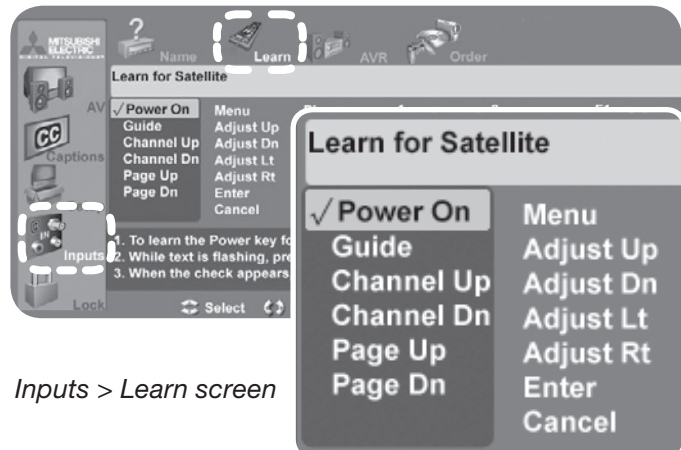 MITSUBISHI
ELECTRIC
DIGITAL TELEVISIONS
?
Name
Learn
AVR
Order
Learn for Satellite
AV
CC
Captions
IN
Inputs
Lock
√ Power On
Guide
Channel Up
Channel Dn
Page Up
Page Dn
Menu
Adjust Up
Adjust Dn
Adjust Lt
Adjust Rt
Enter
Cancel
1. To learn the Power key fo
2. While text is flashing, pre
3. When the check appears
Select
Learn for Satellite
√ Power On
Guide
Channel Up
Channel Dn
Page Up
Page Dn
Menu
Adjust Up
Adjust Dn
Adjust Lt
Adjust Rt
Enter
Cancel
Inputs > Learn screen